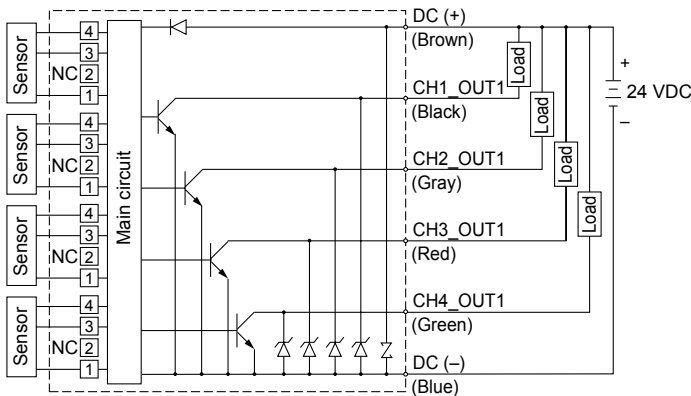 DC (+)
(Brown)
CH1_OUT1
(Black)
CH2_OUT1
(Gray)
CH3_OUT1
(Red)
CH4_OUT1
(Green)
DC (–)
(Blue)
Sensor
4
3
NC 2
1
Sensor
4
3
NC 2
1
Sensor
4
3
NC 2
1
Sensor
4
3
NC 2
1
Main circuit
Load
Load
Load
Load
+
24 VDC
–